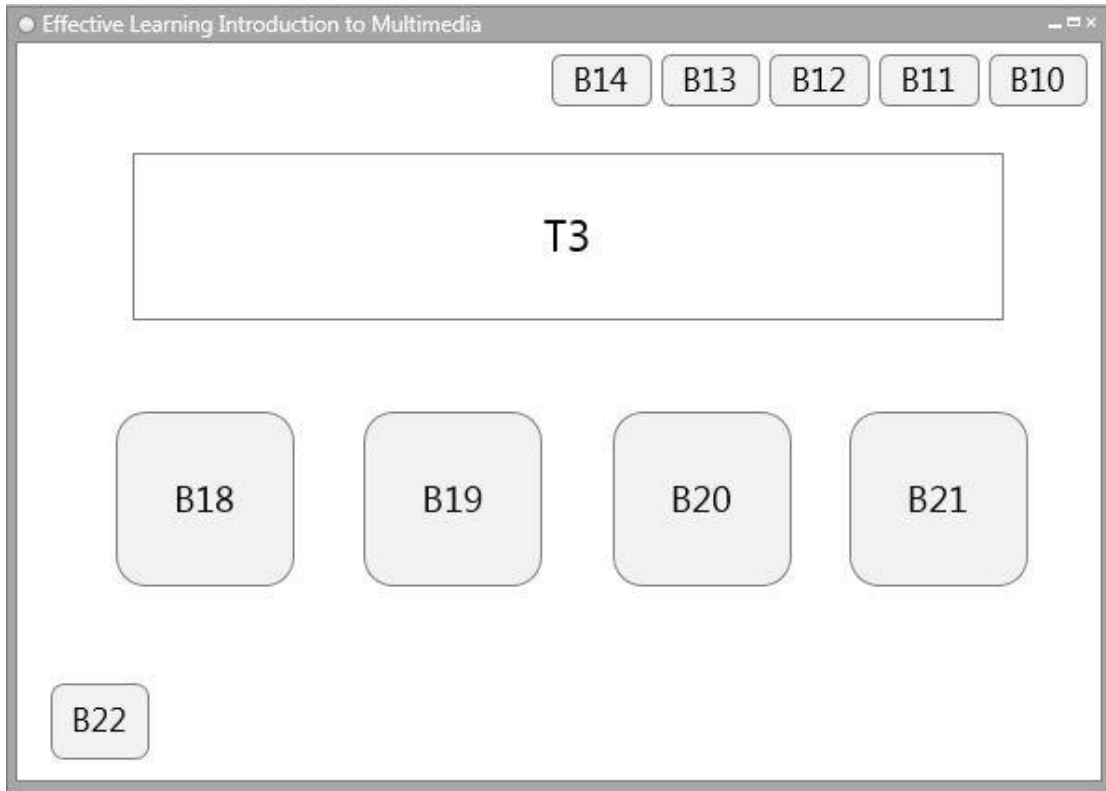 Effective Learning Introduction to Multimedia
B14 B13 B12 B11 B10
T3
B18 B19 B20 B21
B22